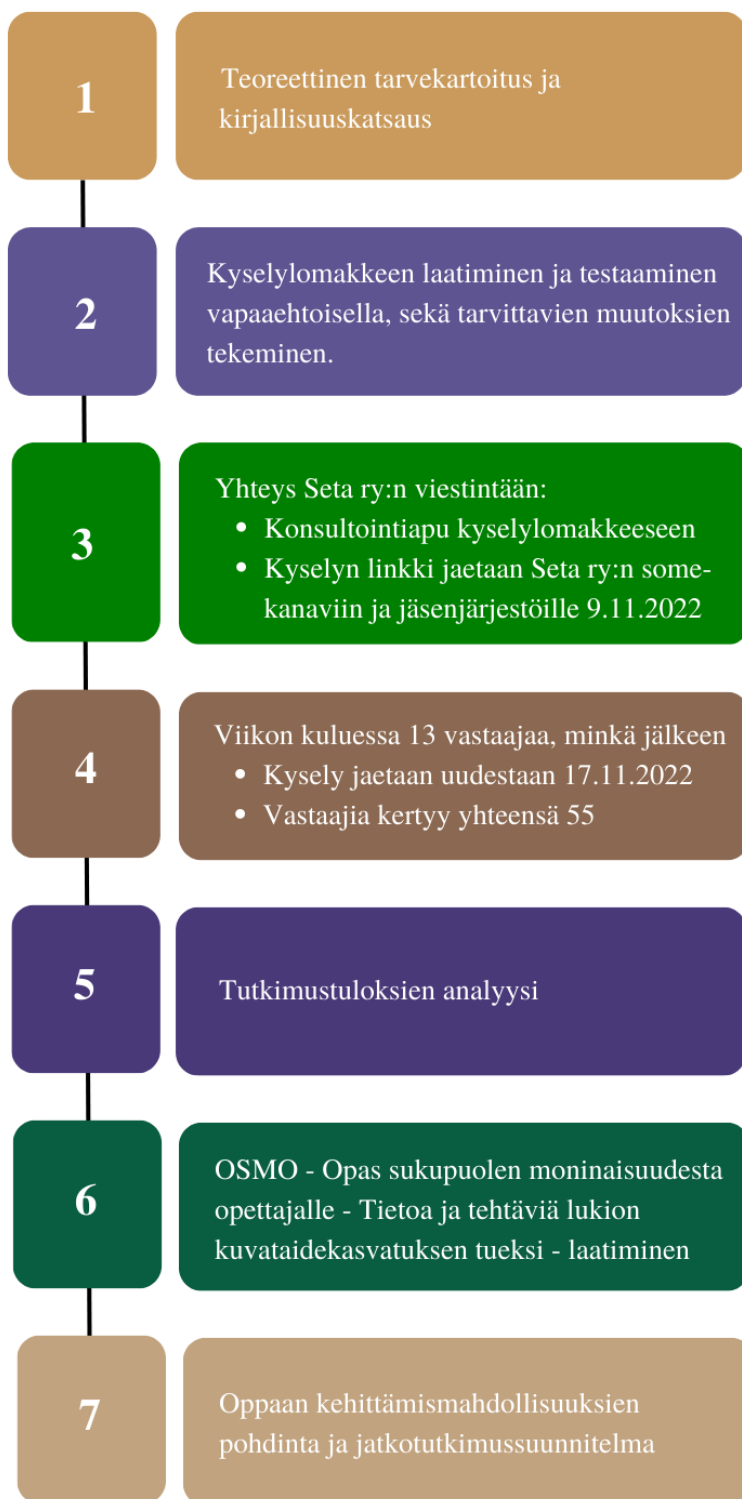 1
Teoreettinen tarvekartoitus ja
kirjallisuuskatsaus
2
Kyselylomakkeen laatiminen ja testaaminen
vapaaehtoisella, sekä tarvittavien muutoksien
tekeminen.
3
Yhteys Seta ry:n viestintään:
• Konsultointiapu kyselylomakkeeseen
• Kyselyn linkki jaetaan Seta ry:n some-
kanaviin ja jäsenjärjestöille 9.11.2022
4
Viikon kuluessa 13 vastaajaa, minkä jälkeen
• Kysely jaetaan uudestaan 17.11.2022
• Vastaajia kertyy yhteensä 55
5
Tutkimustuloksien analyysi
6
OSMO - Opas sukupuolen moninaisuudesta
opettajalle - Tietoa ja tehtäviä lukion
kuvataidekasvatuksen tueksi - laatiminen
7
Oppaan kehittämismahdollisuuksien
pohdinta ja jatkotutkimussuunnitelma